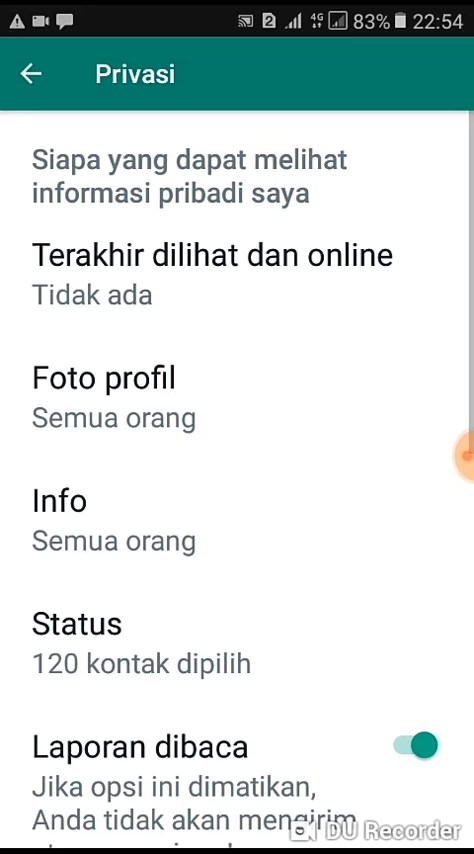 4G 83% 22:54
Privasi
Siapa yang dapat melihat
informasi pribadi saya
Terakhir dilihat dan online
Tidak ada
Foto profil
Semua orang
Info
Semua orang
Status
120 kontak dipilih
Laporan dibaca
Jika opsi ini dimatikan,
Anda tidak akan mengirim
DU Recorder